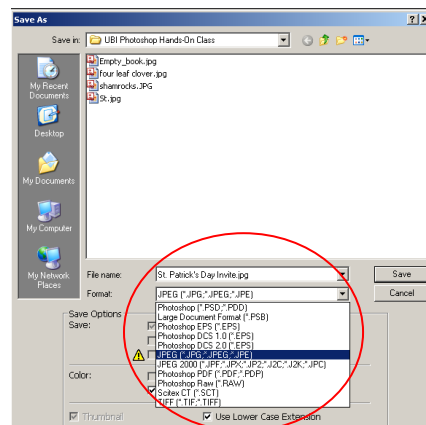 Save As
Save in: UBI Photoshop Hands-On Class
Empty_book.jpg
four leaf clover.jpg
shamrocks.JPG
St.jpg
My Recent
Documents
Desktop
My Documents
My Computer
My Network
Places
File name: St. Patrick's Day Invite.jpg Save
Format: JPEG (*.JPG;*.JPEG;*.JPE) Cancel
Save Options
Save:
Photoshop (*.PSD;*.PDD)
Large Document Format (*.PSB)
Photoshop EPS (*.EPS)
Photoshop DCS 1.0 (*.EPS)
Photoshop DCS 2.0 (*.EPS)
JPEG (*.JPG;*.JPEG;*.JPE)
JPEG 2000 (*.JPF;*.JPX;*.JP2;*.J2C;*.J2K;*.JPC)
Color: Photoshop PDF (*.PDF;*.PDP)
Photoshop Raw (*.RAW)
Scitex CT (*.SCT)
TIFF (*.TIF;*.TIFF)
Thumbnail Use Lower Case Extension